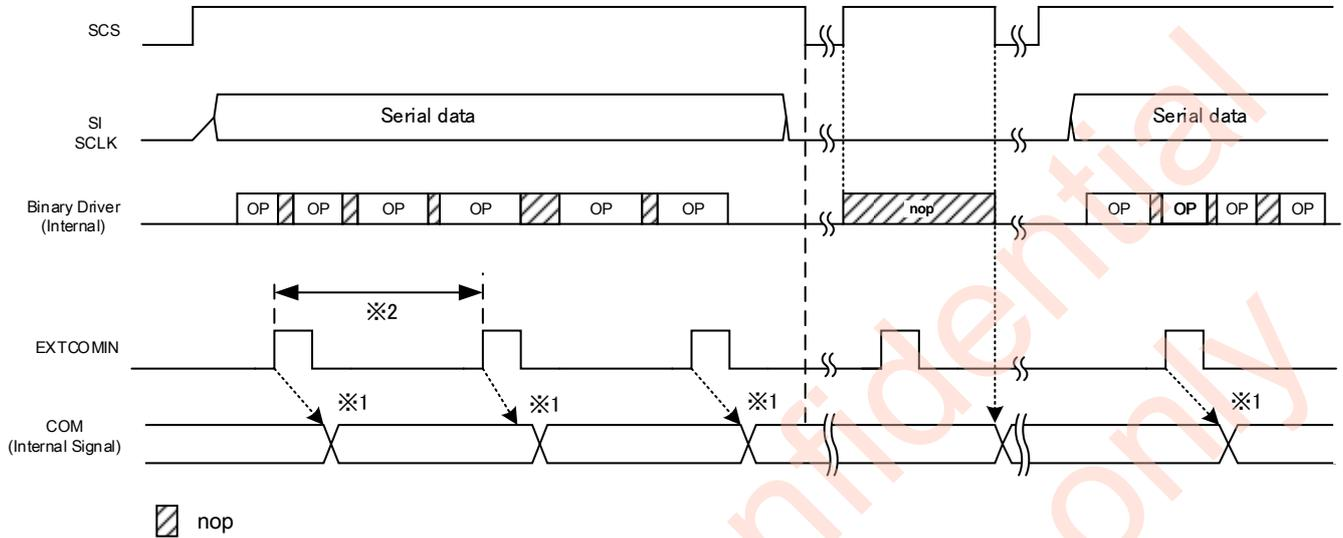 SCS
SI
SCLK
Serial data
Serial data
Binary Driver
(Internal)
OP OP OP OP OP OP
nop
OP OP OP OP
※2
EXTCOMIN
※1 ※1 ※1 ※1
COM
(Internal Signal)
nop
nfidential
only